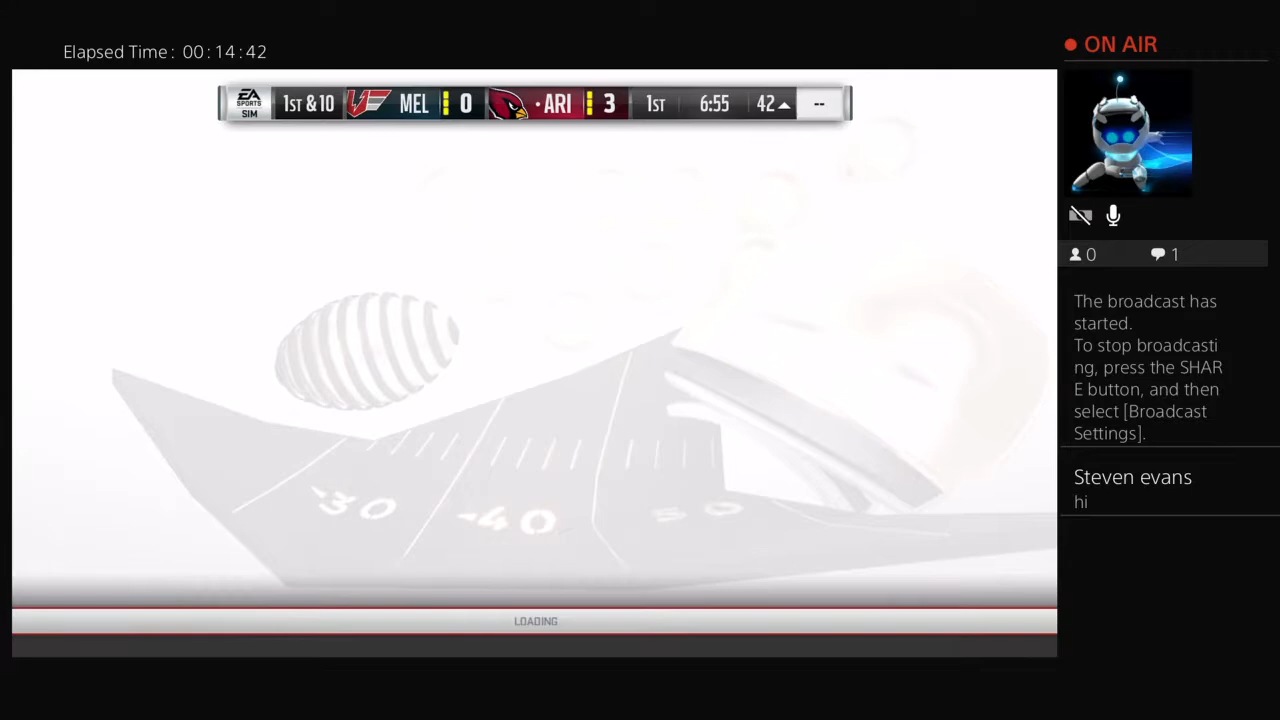 Elapsed Time: 00:14:42
ON AIR
EA SPORTS SIM 1ST & 10 MEL 0 ARI 3 1ST 6:55 42 --
0 1
The broadcast has
started.
To stop broadcasti
ng, press the SHAR
E button, and then
select [Broadcast
Settings].
Steven evans
hi
-30 -40 50
LOADING